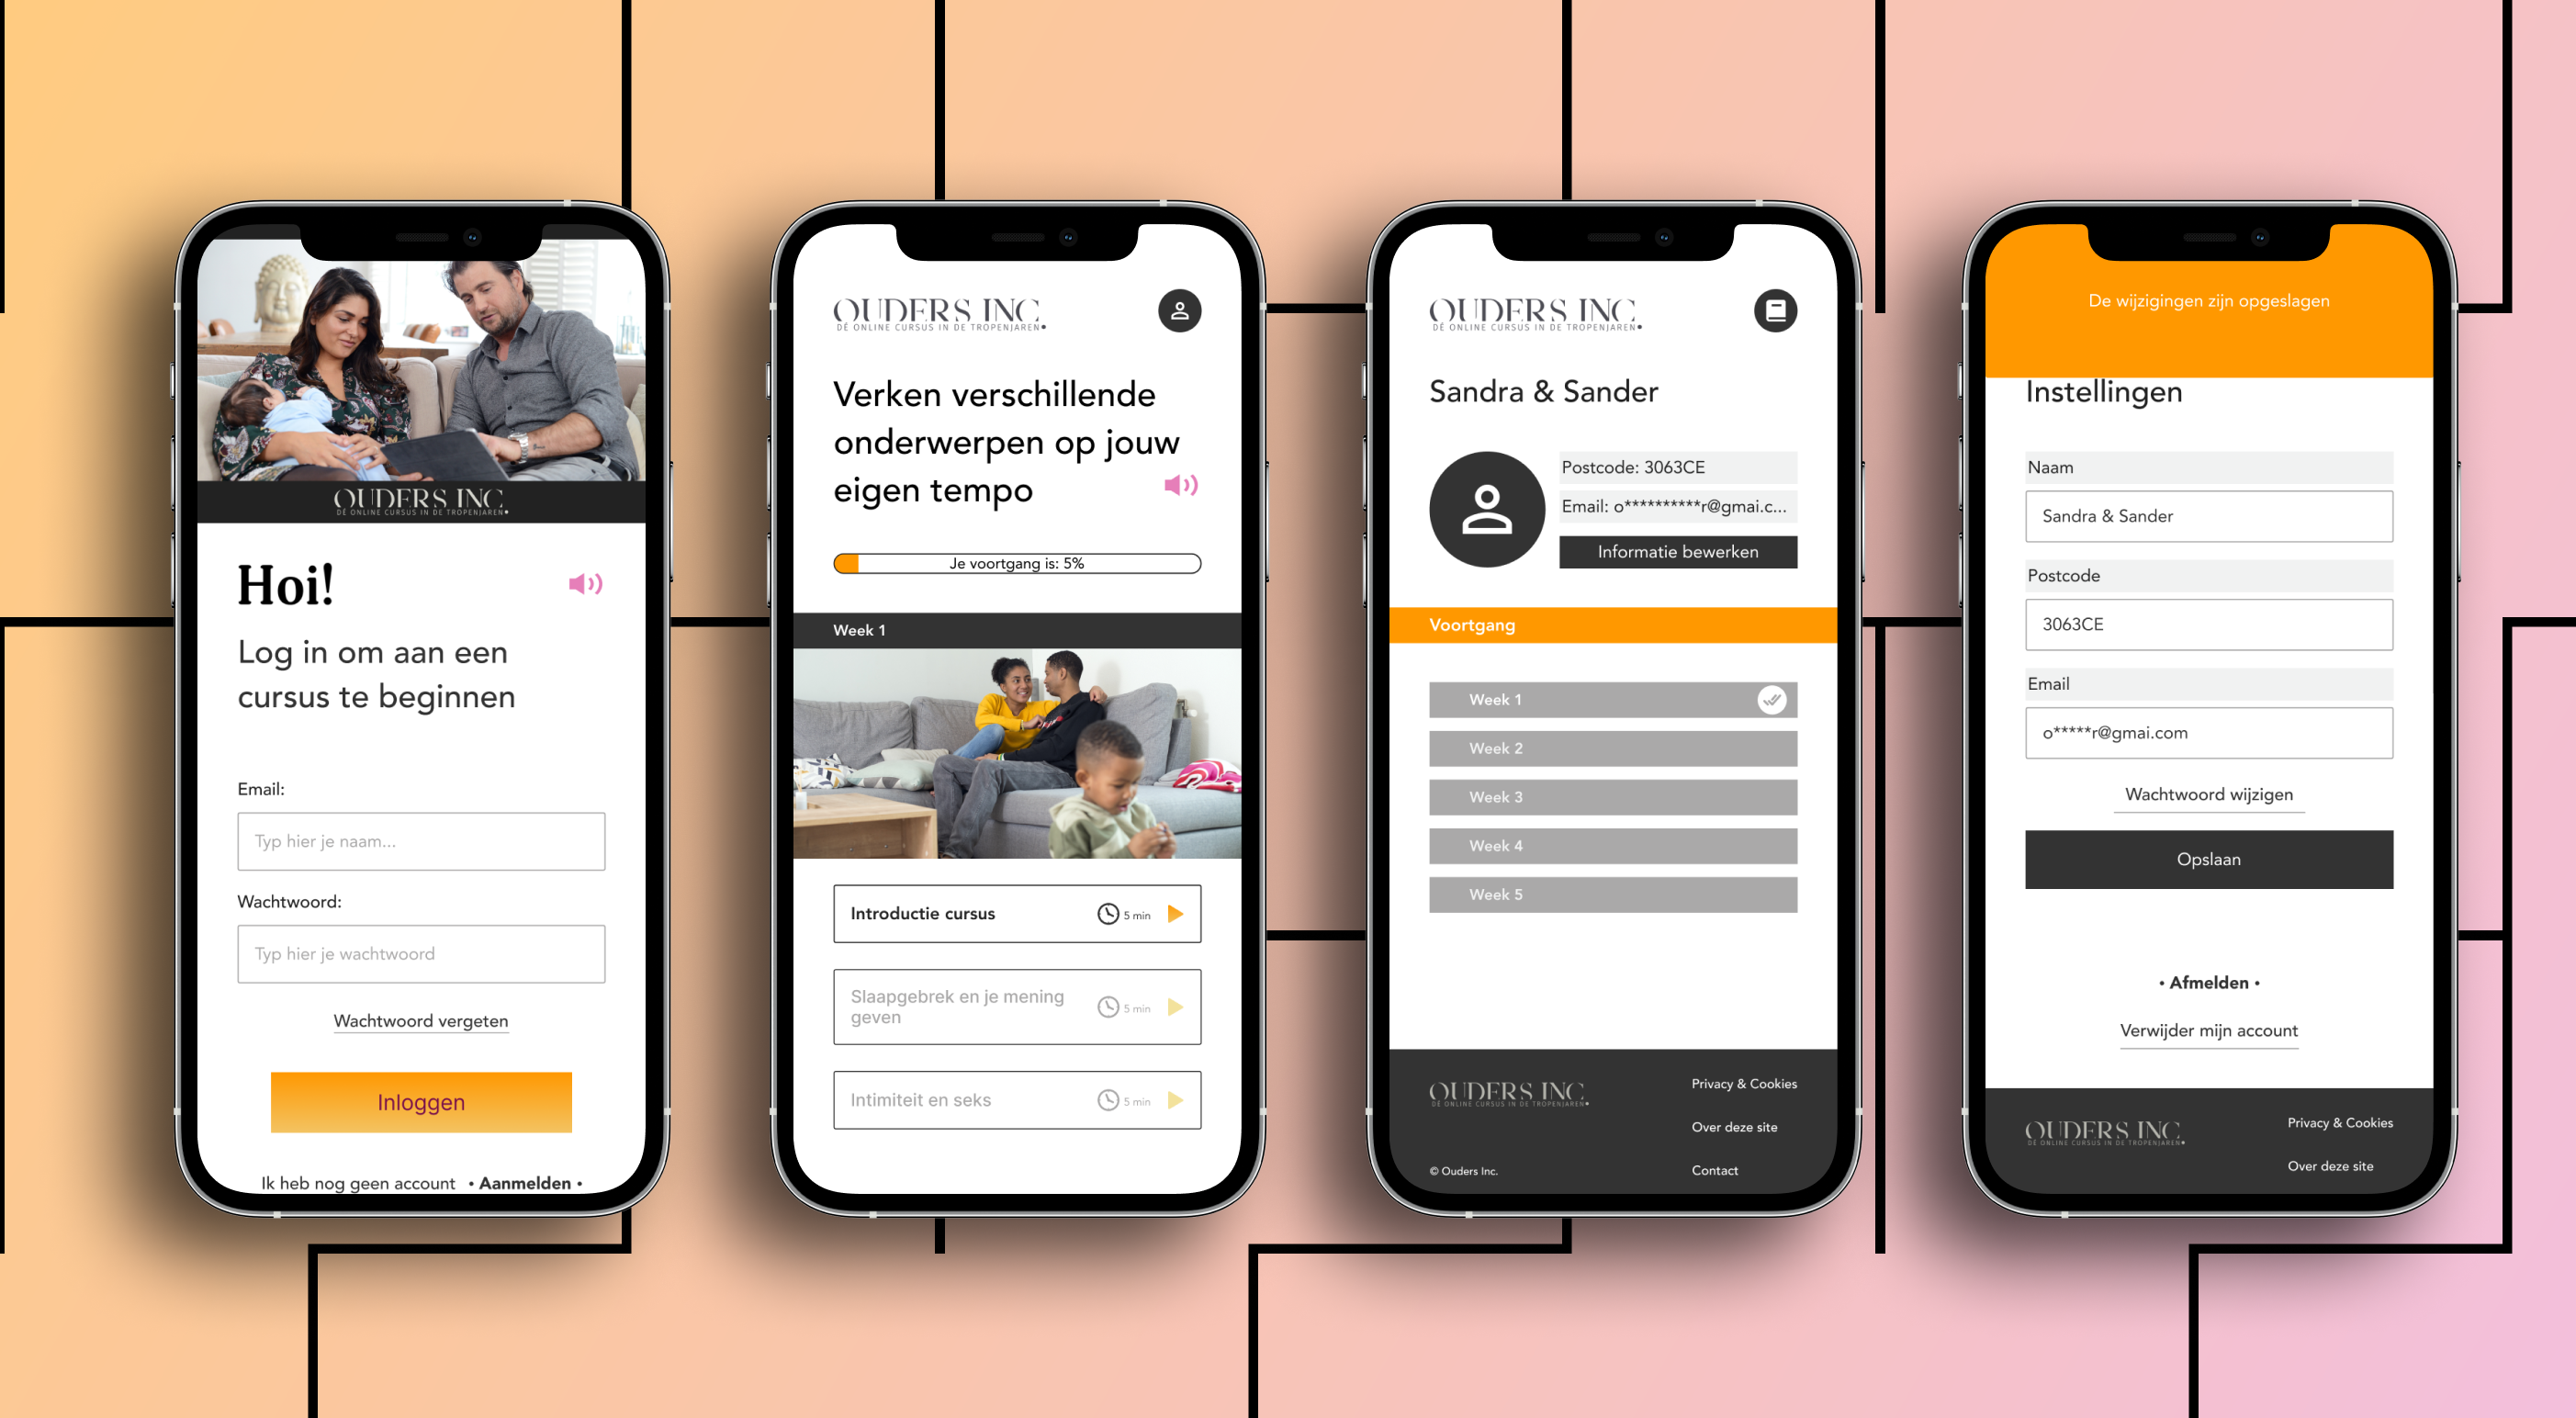 OUDERS INC.
DÉ ONLINE CURSUS IN DE TROPENJAREN
Hoi!
Log in om aan een
cursus te beginnen
Email:
Typ hier je naam...
Wachtwoord:
Typ hier je wachtwoord
Wachtwoord vergeten
Inloggen
Ik heb nog geen account • Aanmelden •
OUDERS INC.
DÉ ONLINE CURSUS IN DE TROPENJAREN
Verken verschillende
onderwerpen op jouw
eigen tempo
Je voortgang is: 5%
Week 1
Introductie cursus 5 min
Slaapgebrek en je mening
geven 5 min
Intimiteit en seks 5 min
OUDERS INC.
DÉ ONLINE CURSUS IN DE TROPENJAREN
Sandra & Sander
Postcode: 3063CE
Email: o**********r@gmai.c...
Informatie bewerken
Voortgang
Week 1
Week 2
Week 3
Week 4
Week 5
OUDERS INC.
DÉ ONLINE CURSUS IN DE TROPENJAREN
Privacy & Cookies
Over deze site
© Ouders Inc.
Contact
De wijzigingen zijn opgeslagen
Instellingen
Naam
Sandra & Sander
Postcode
3063CE
Email
o*****r@gmai.com
Wachtwoord wijzigen
Opslaan
• Afmelden •
Verwijder mijn account
OUDERS INC.
DÉ ONLINE CURSUS IN DE TROPENJAREN
Privacy & Cookies
Over deze site